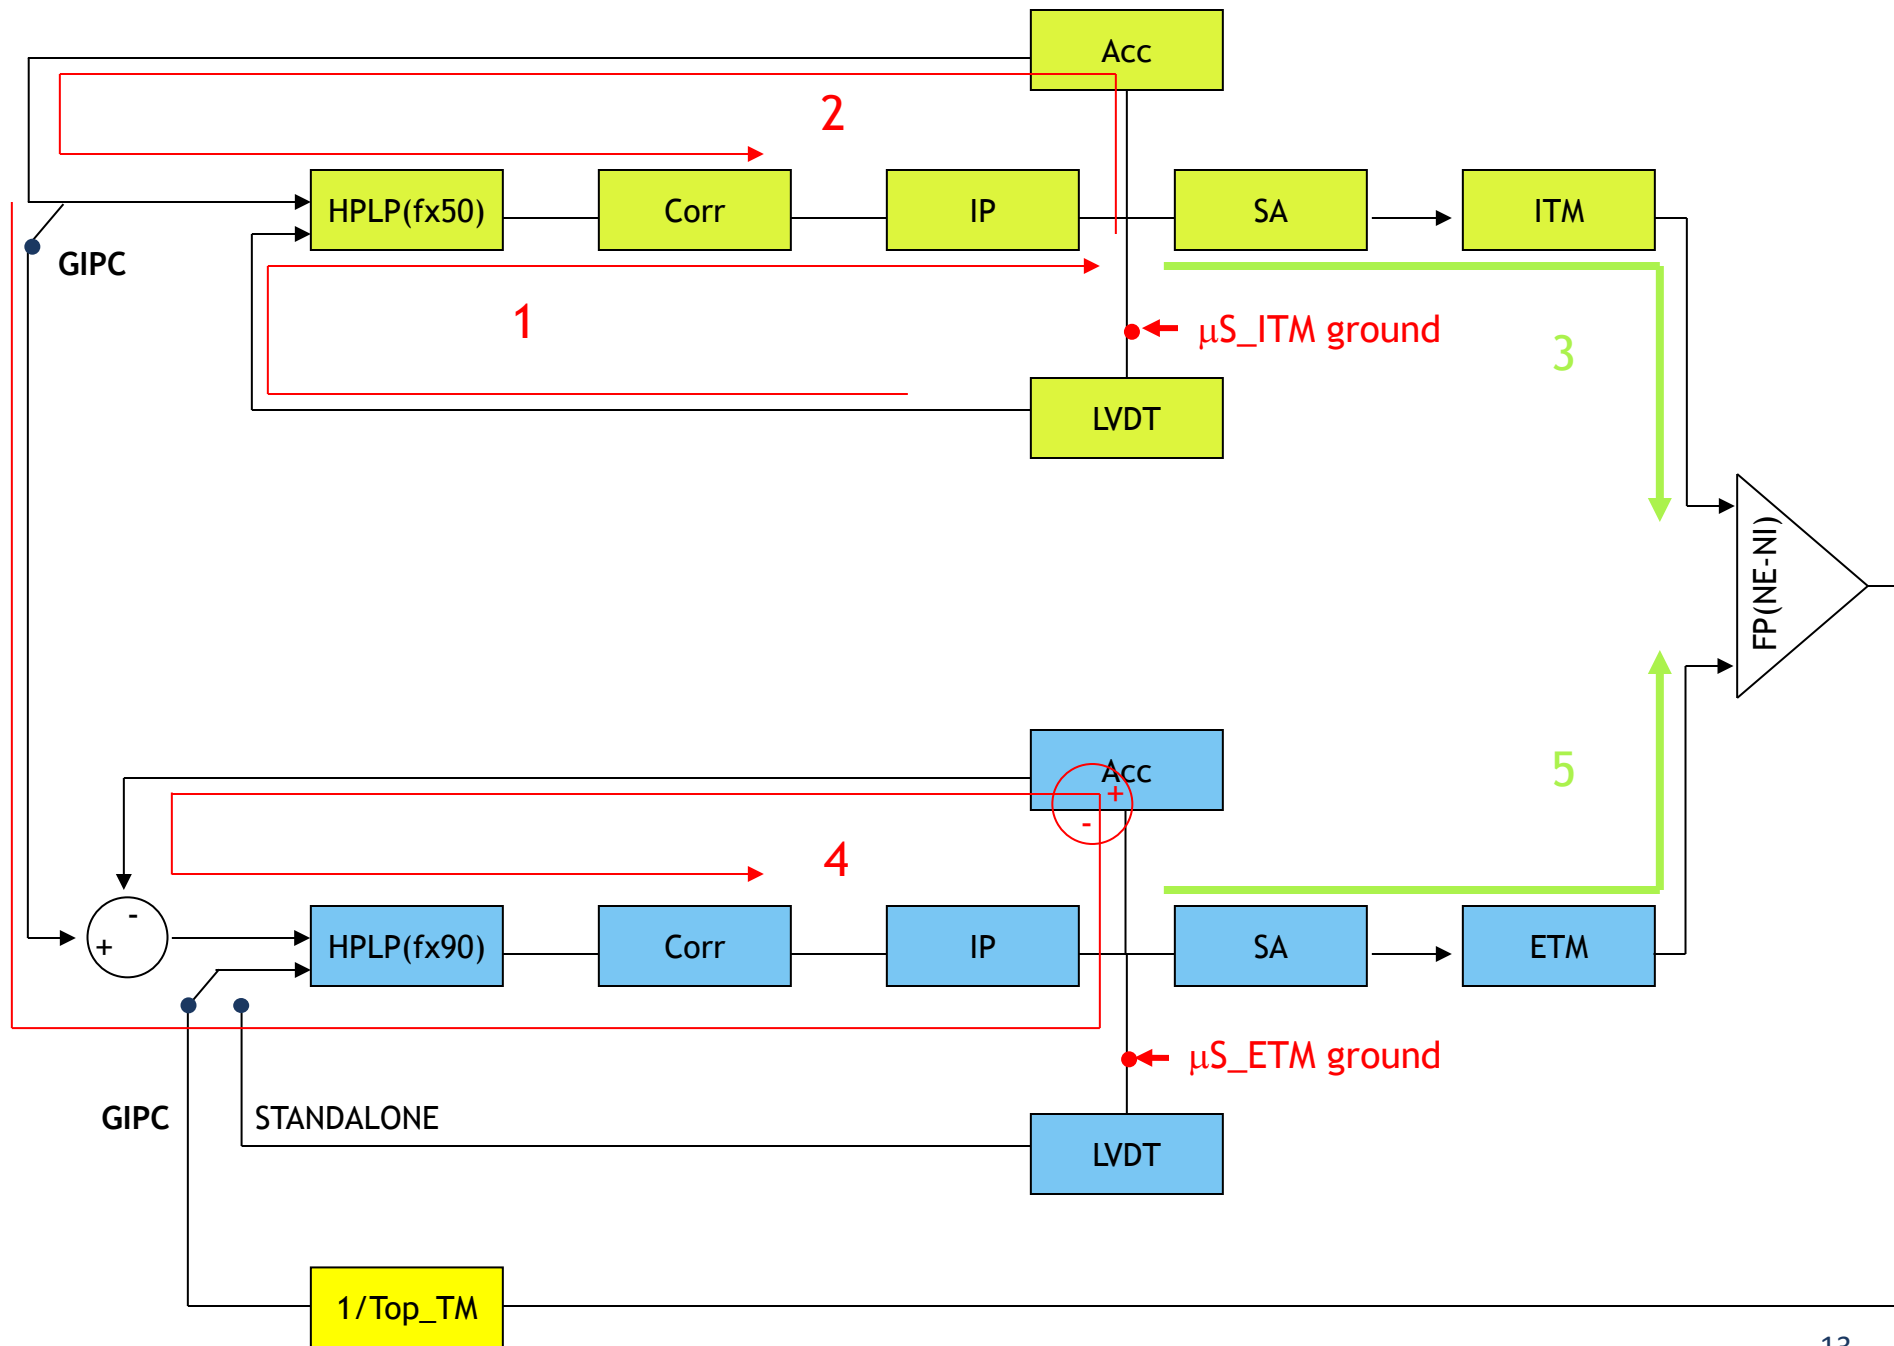 Acc
2
HPLP(fx50)
Corr
IP
SA
ITM
GIPC
1
μS_ITM ground
3
LVDT
FP(NE-NI)
Acc
+
-
5
4
-
+
HPLP(fx90)
Corr
IP
SA
ETM
μS_ETM ground
GIPC
STANDALONE
LVDT
1/Top_TM